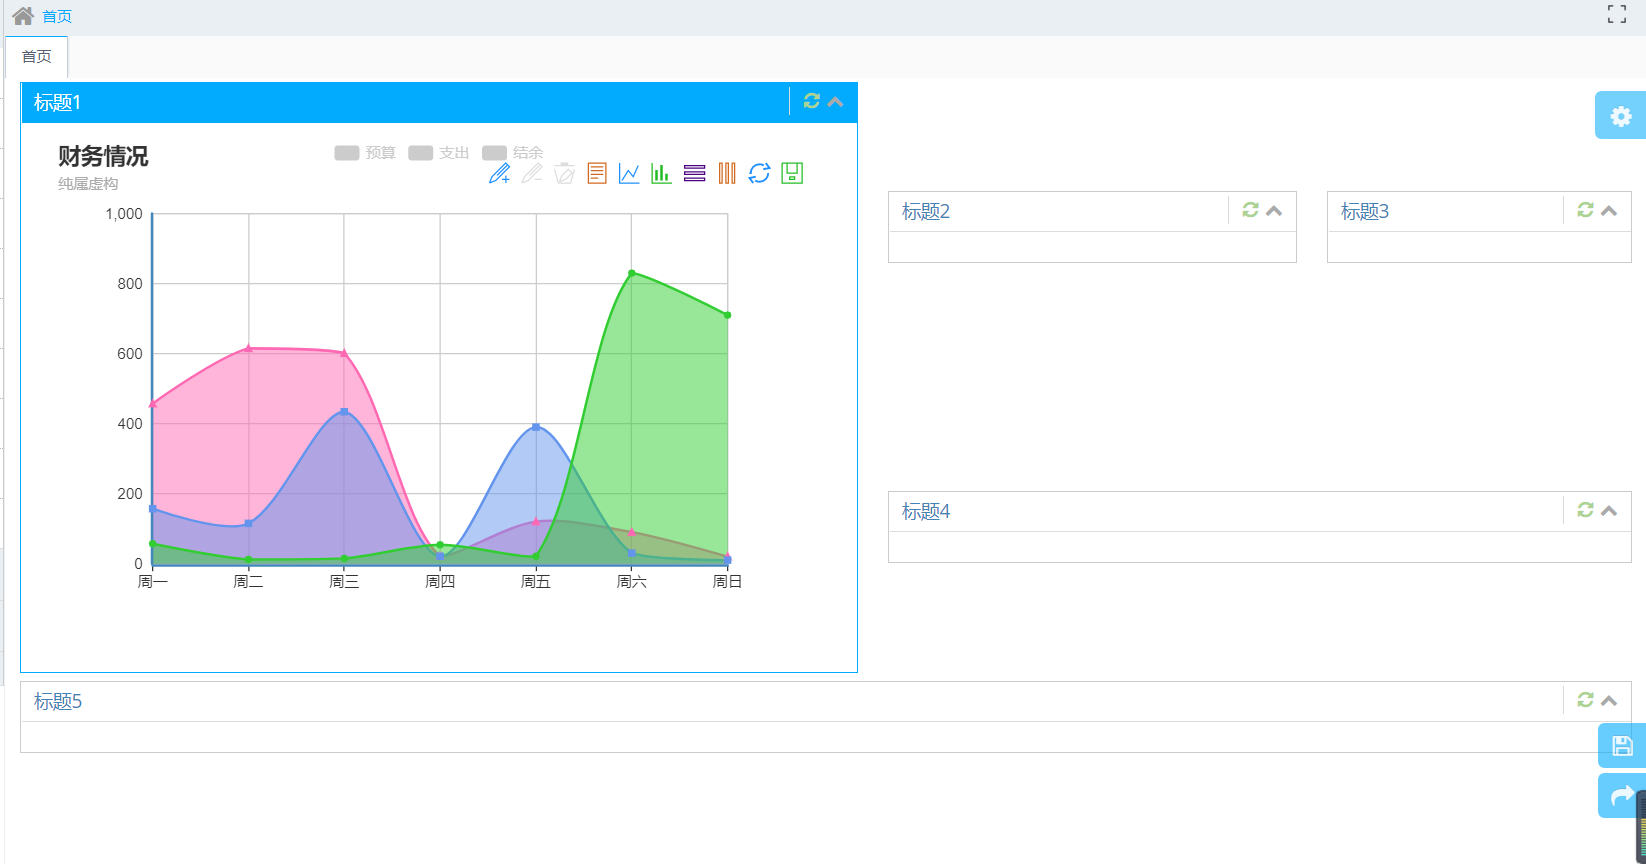 首页
首页
标题1
财务情况
纯属虚构
预算 支出 结余
1,000
800
600
400
200
0
周一 周二 周三 周四 周五 周六 周日
标题2
标题3
标题4
标题5